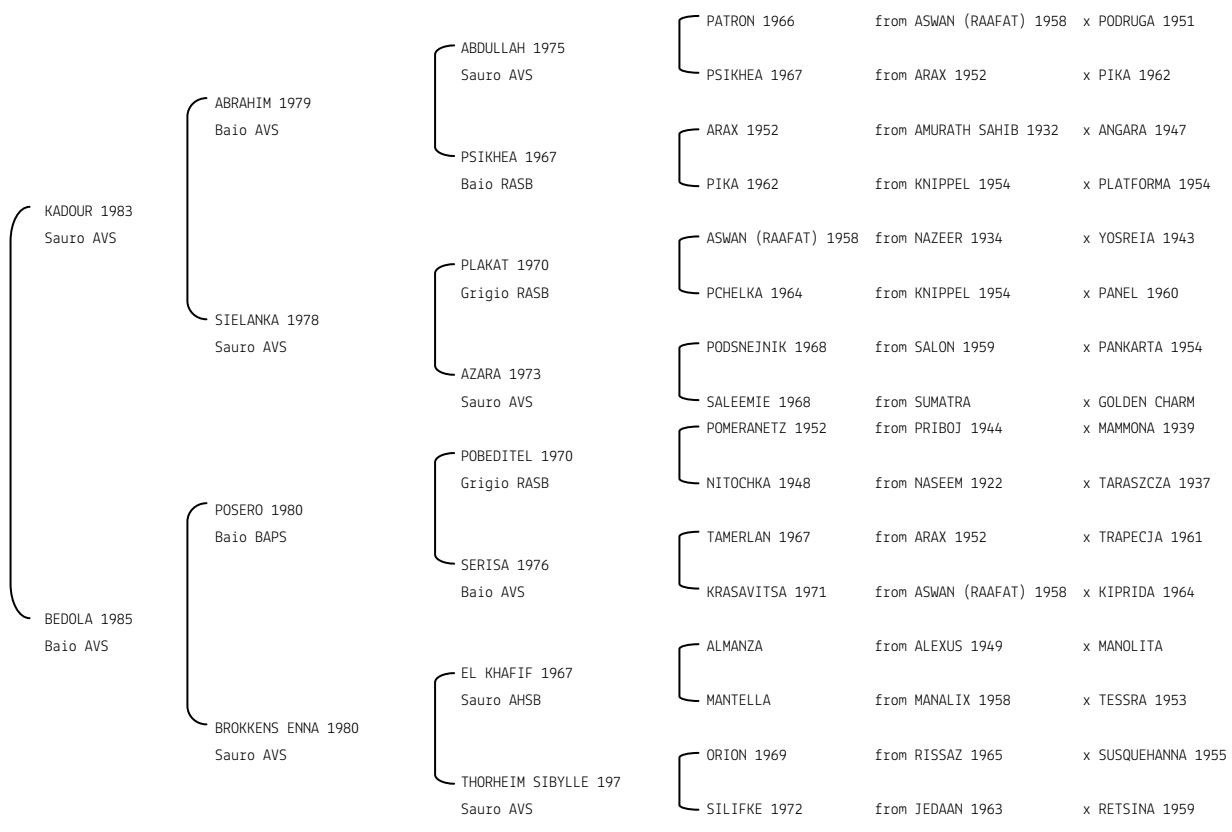 PATRON 1966 from ASWAN (RAAFAT) 1958 x PODRUGA 1951
ABDULLAH 1975
Sauro AVS
PSIKHEA 1967 from ARAX 1952 x PIKA 1962
ABRAHIM 1979
Baio AVS
ARAX 1952 from AMURATH SAHIB 1932 x ANGARA 1947
PSIKHEA 1967
Baio RASB
PIKA 1962 from KNIPPEL 1954 x PLATFORMA 1954
KADOUR 1983
Sauro AVS
ASWAN (RAAFAT) 1958 from NAZEER 1934 x YOSREIA 1943
PLAKAT 1970
Grigio RASB
PCHELKA 1964 from KNIPPEL 1954 x PANEL 1960
SIELANKA 1978
Sauro AVS
PODSNEJNIK 1968 from SALON 1959 x PANKARTA 1954
AZARA 1973
Sauro AVS
SALEEMIE 1968 from SUMATRA x GOLDEN CHARM
POMERANETZ 1952 from PRIBOJ 1944 x MAMMONA 1939
POBEDITEL 1970
Grigio RASB
NITOCHKA 1948 from NASEEM 1922 x TARASZCZA 1937
POSERO 1980
Baio BAPS
TAMERLAN 1967 from ARAX 1952 x TRAPECJA 1961
SERISA 1976
Baio AVS
KRASAVITSA 1971 from ASWAN (RAAFAT) 1958 x KIPRIDA 1964
BEDOLA 1985
Baio AVS
ALMANZA from ALEXUS 1949 x MANOLITA
EL KHAFIF 1967
Sauro AHSB
MANTELLA from MANALIX 1958 x TESSRA 1953
BROKKENS ENNA 1980
Sauro AVS
ORION 1969 from RISSAZ 1965 x SUSQUEHANNA 1955
THORHEIM SIBYLLE 197
Sauro AVS
SILIFKE 1972 from JEDAAN 1963 x RETSINA 1959